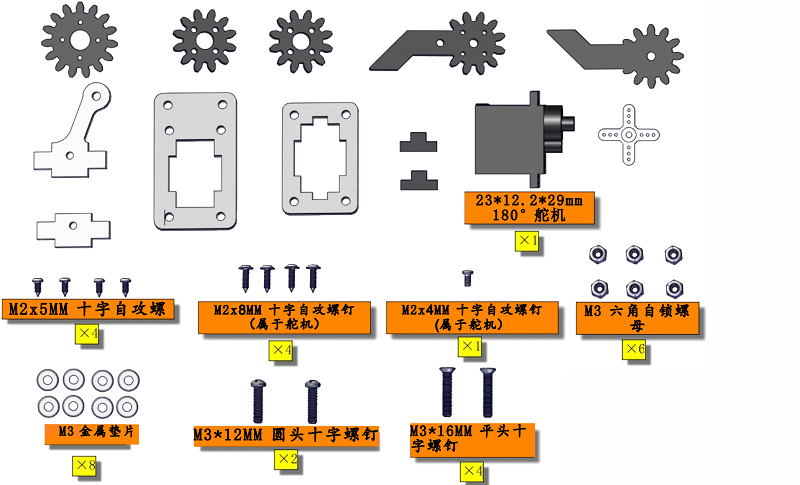 23*12.2*29mm
180°舵机
×1
M2x5MM 十字自攻螺
×4
M2x8MM 十字自攻螺钉
(属于舵机)
×4
M2x4MM 十字自攻螺钉
(属于舵机)
×1
M3 六角自锁螺
母
×6
M3 金属垫片
×8
M3*12MM 圆头十字螺钉
×2
M3*16MM 平头十
字螺钉
×4